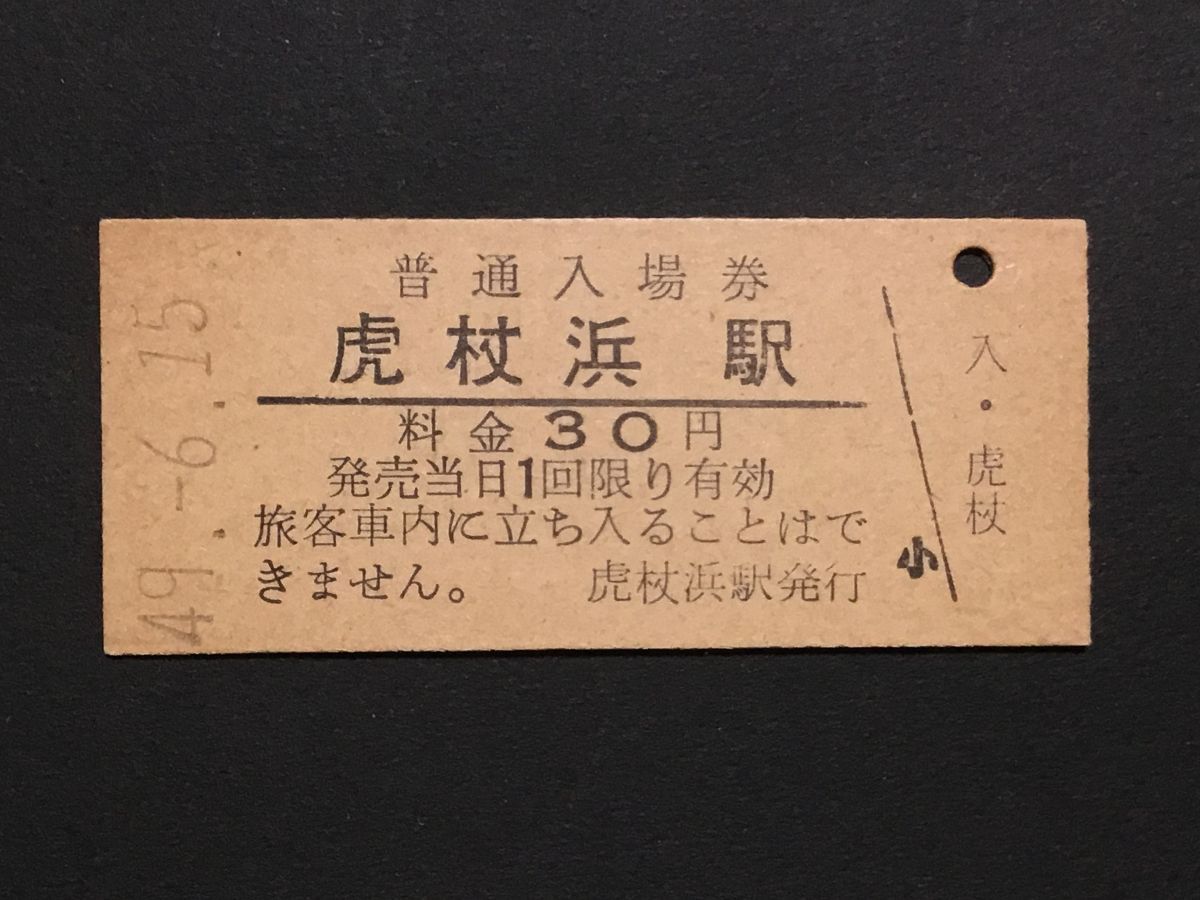 普通入場券
虎杖浜駅
料金30円
発売当日1回限り有効
旅客車内に立ち入ることはで
きません。 虎杖浜駅発行
小
入・虎杖
49.-6.15